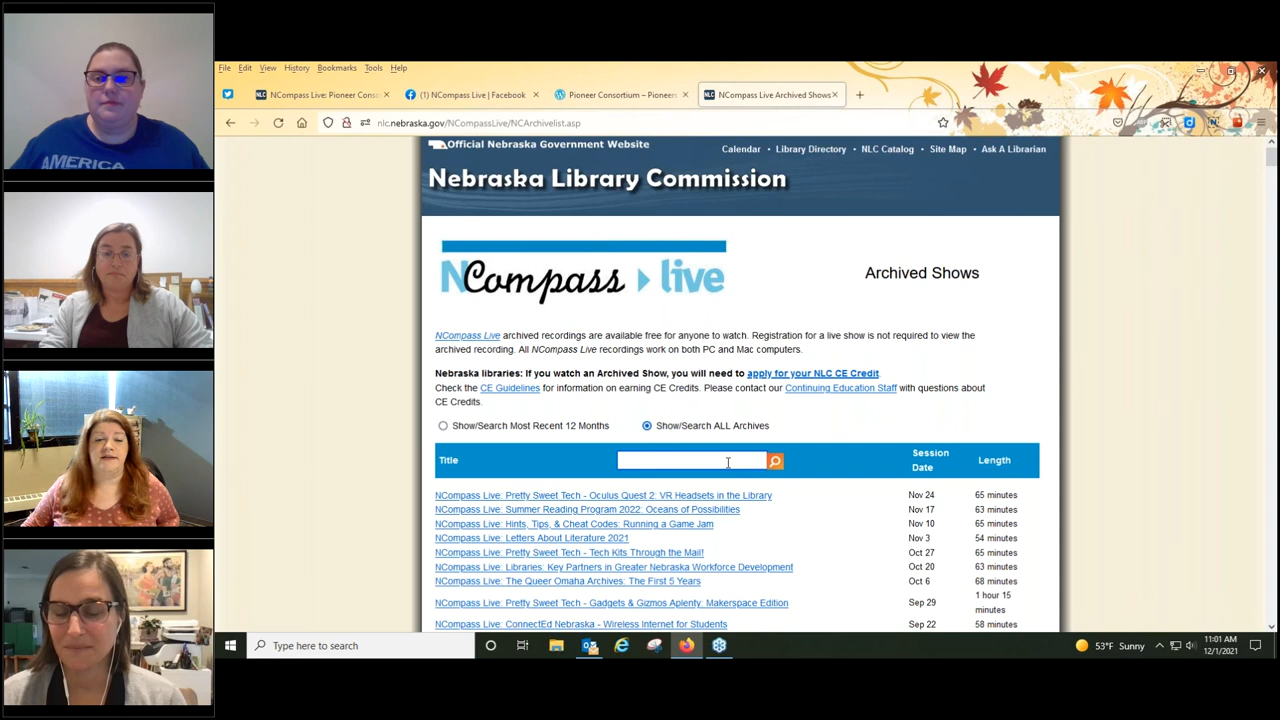 AMERICA
File Edit View History Bookmarks Tools Help
NLC NCompass Live: Pioneer Cons
(1) NCompass Live | Facebook
Pioneer Consortium – Pioneers
NLC NCompass Live Archived Shows
nlc.nebraska.gov/NCompassLive/NCArchivelist.asp
Official Nebraska Government Website
Calendar • Library Directory • NLC Catalog • Site Map • Ask A Librarian
Nebraska Library Commission
NCompass live
Archived Shows
NCompass Live archived recordings are available free for anyone to watch. Registration for a live show is not required to view the
archived recording. All NCompass Live recordings work on both PC and Mac computers.
Nebraska libraries: If you watch an Archived Show, you will need to apply for your NLC CE Credit.
Check the CE Guidelines for information on earning CE Credits. Please contact our Continuing Education Staff with questions about
CE Credits.
Show/Search Most Recent 12 Months
Show/Search ALL Archives
Title
Session
Date
Length
NCompass Live: Pretty Sweet Tech - Oculus Quest 2: VR Headsets in the Library Nov 24 65 minutes
NCompass Live: Summer Reading Program 2022: Oceans of Possibilities Nov 17 63 minutes
NCompass Live: Hints, Tips, & Cheat Codes: Running a Game Jam Nov 10 65 minutes
NCompass Live: Letters About Literature 2021 Nov 3 54 minutes
NCompass Live: Pretty Sweet Tech - Tech Kits Through the Mail! Oct 27 65 minutes
NCompass Live: Libraries: Key Partners in Greater Nebraska Workforce Development Oct 20 63 minutes
NCompass Live: The Queer Omaha Archives: The First 5 Years Oct 6 68 minutes
NCompass Live: Pretty Sweet Tech - Gadgets & Gizmos Aplenty: Makerspace Edition Sep 29 1 hour 15
minutes
NCompass Live: ConnectEd Nebraska - Wireless Internet for Students Sep 22 58 minutes
Type here to search
53°F Sunny
11:01 AM
12/1/2021